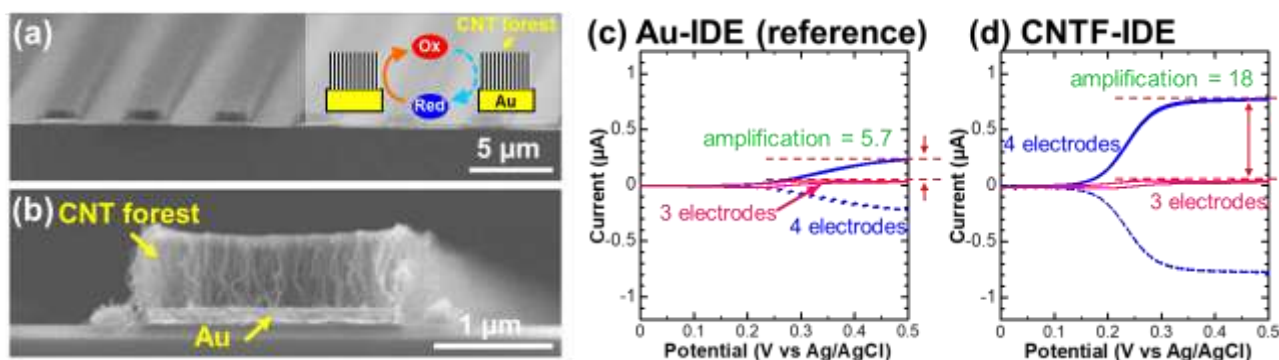 (a)
CNT forest
Ox
Red
Au
5 μm
(b)
CNT forest
Au
1 μm
(c) Au-IDE (reference)
1
0.5
0
-0.5
-1
Current (μA)
amplification = 5.7
3 electrodes
4 electrodes
0 0.1 0.2 0.3 0.4 0.5
Potential (V vs Ag/AgCl)
(d) CNTF-IDE
1
0.5
0
-0.5
-1
Current (μA)
amplification = 18
4 electrodes
3 electrodes
0 0.1 0.2 0.3 0.4 0.5
Potential (V vs Ag/AgCl)